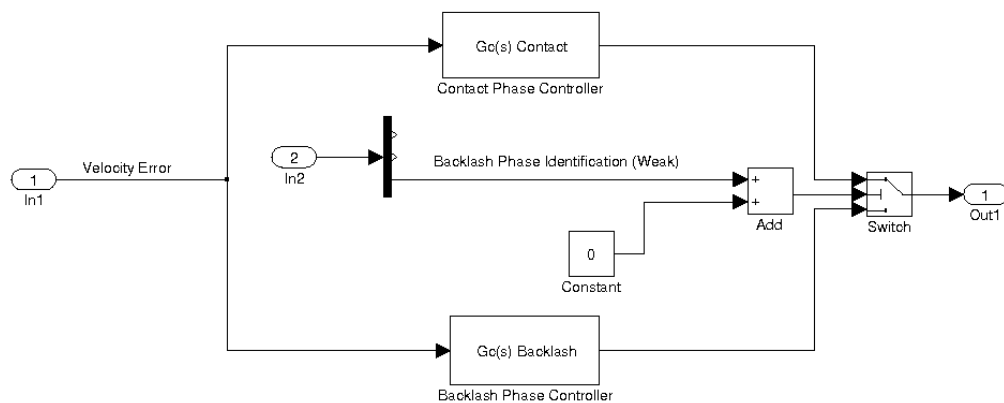 Gc(s) Contact
Contact Phase Controller
Velocity Error
1
In1
2
In2
Backlash Phase Identification (Weak)
+
+
Add
0
Constant
Switch
1
Out1
Gc(s) Backlash
Backlash Phase Controller